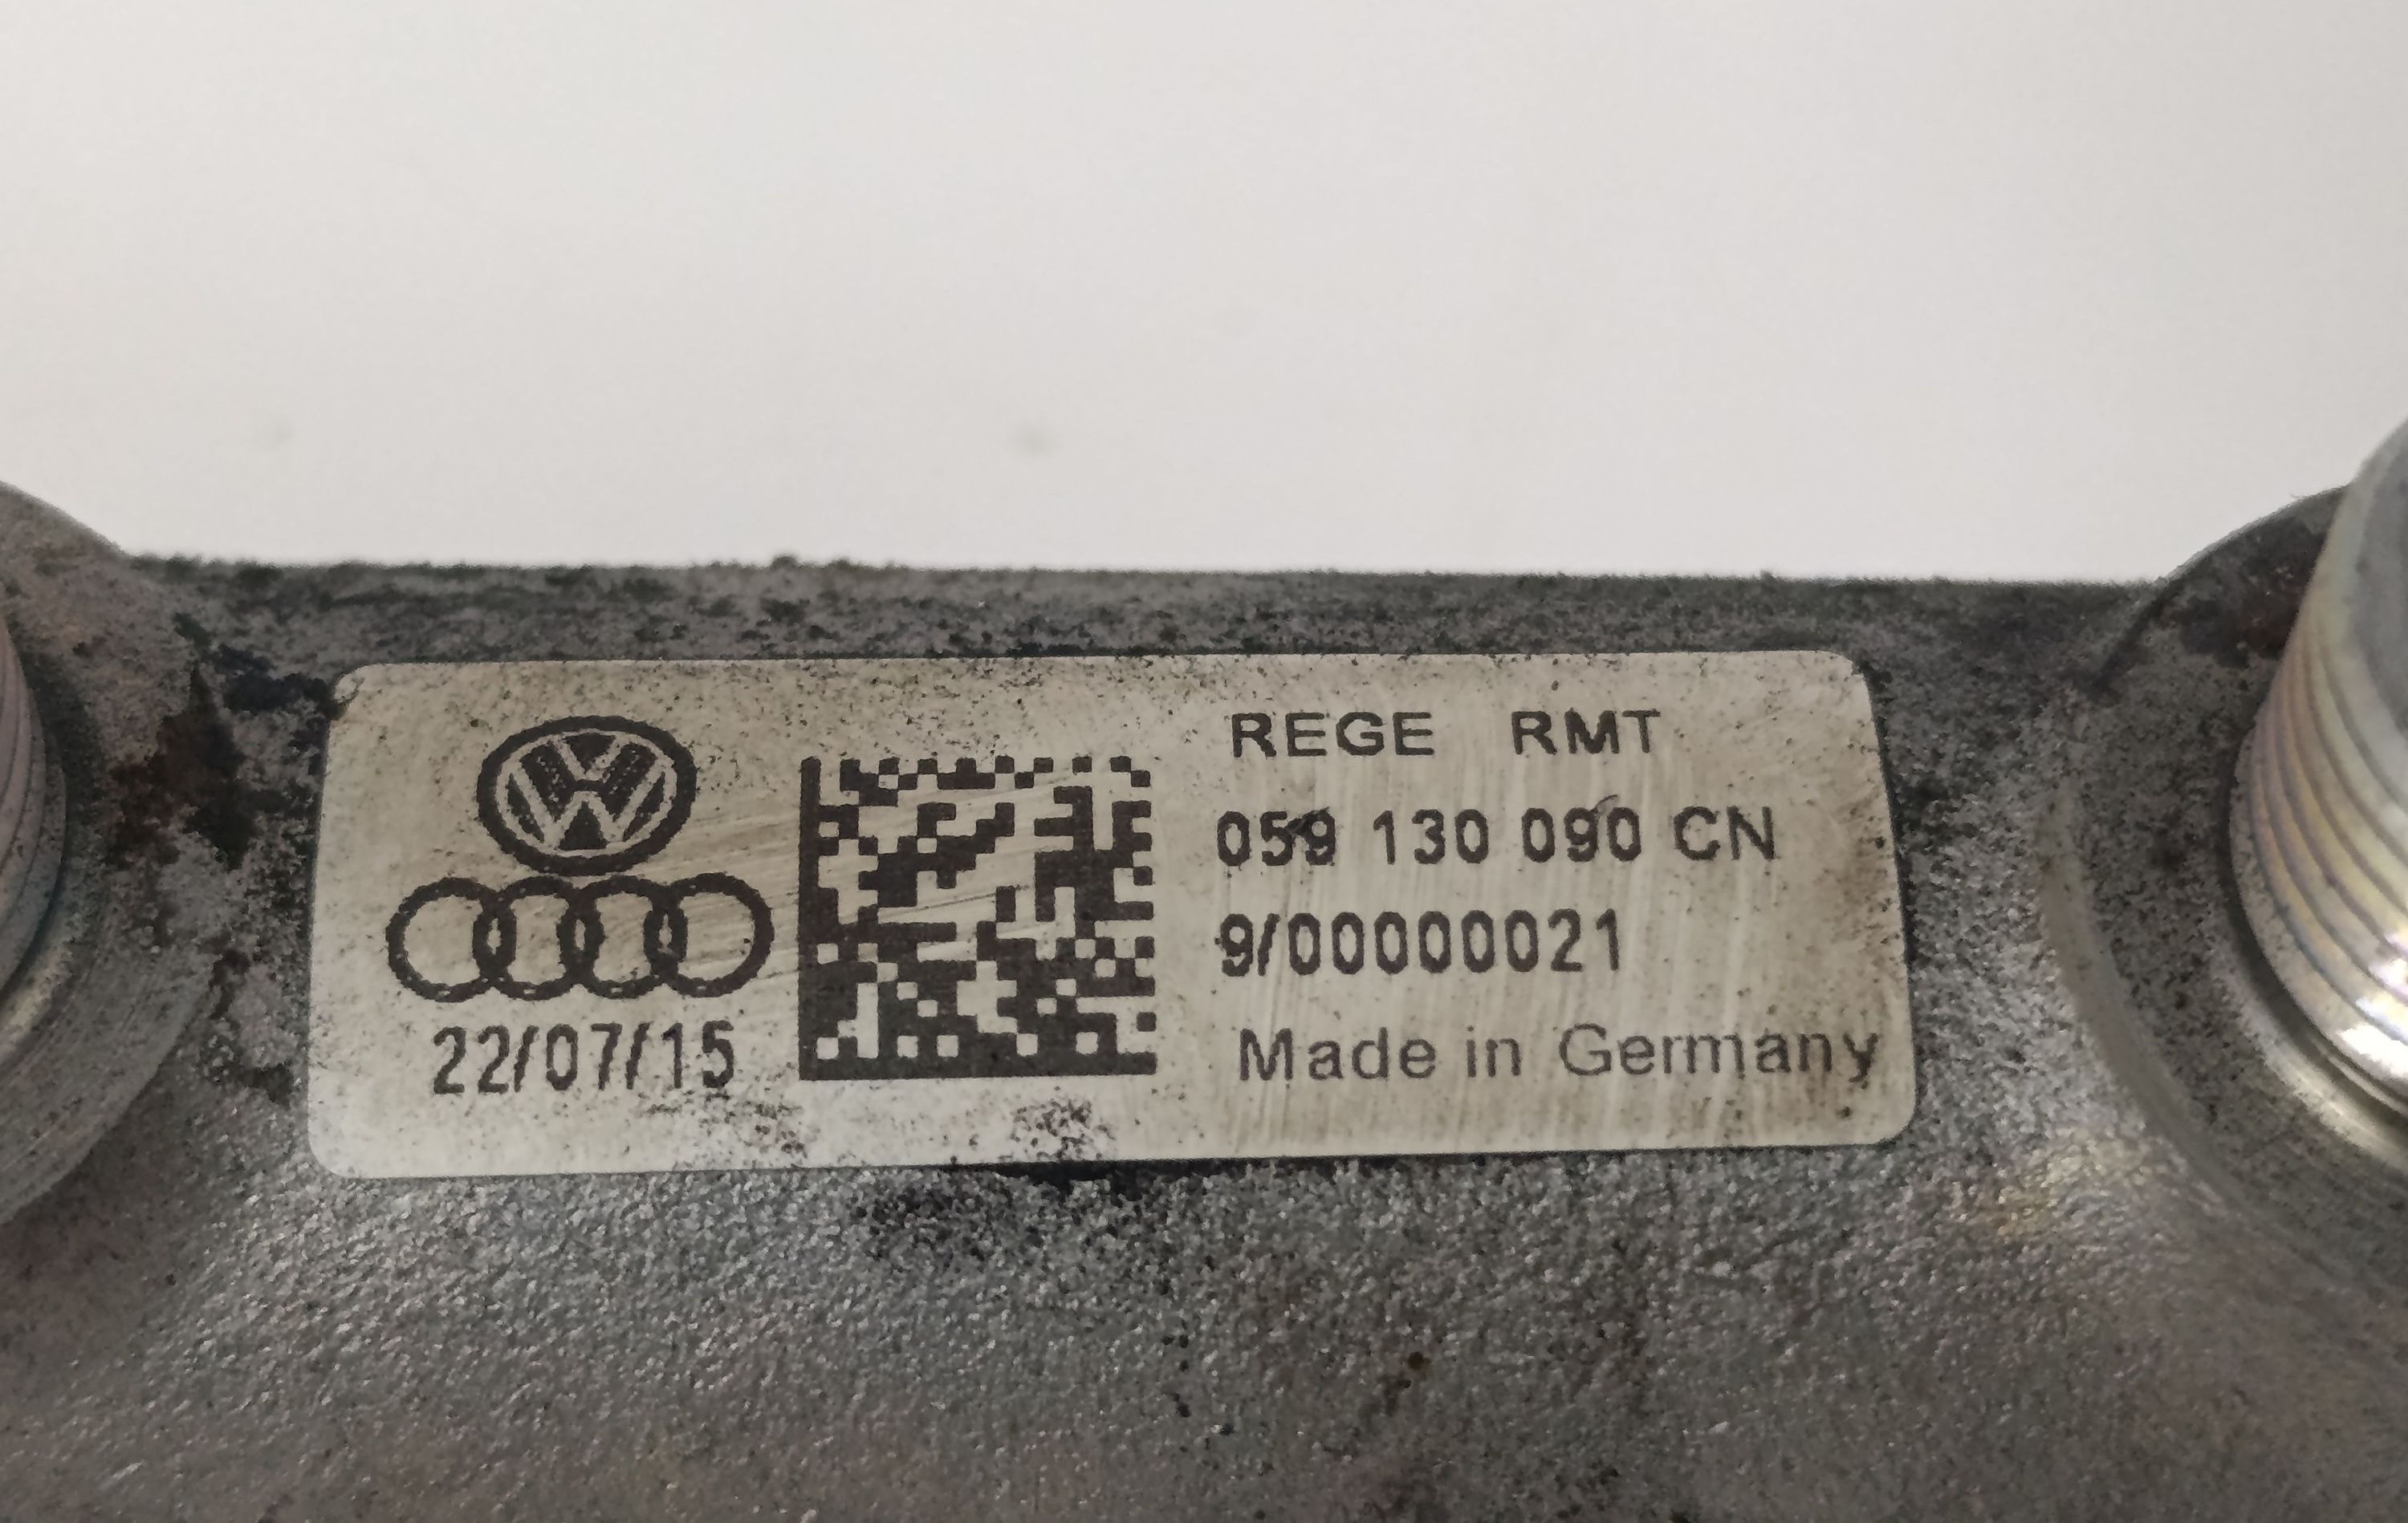 22/07/15
REGE RMT
059 130 090 CN
9/00000021
Made in Germany